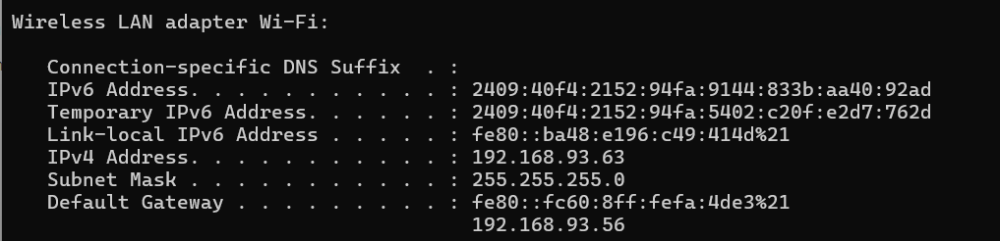 Wireless LAN adapter Wi-Fi:
Connection-specific DNS Suffix  . :
IPv6 Address. . . . . . . . . . . : 2409:40f4:2152:94fa:9144:833b:aa40:92ad
Temporary IPv6 Address. . . . . . : 2409:40f4:2152:94fa:5402:c20f:e2d7:762d
Link-local IPv6 Address . . . . . : fe80::ba48:e196:c49:414d%21
IPv4 Address. . . . . . . . . . . : 192.168.93.63
Subnet Mask . . . . . . . . . . . : 255.255.255.0
Default Gateway . . . . . . . . . : fe80::fc60:8ff:fefa:4de3%21
192.168.93.56